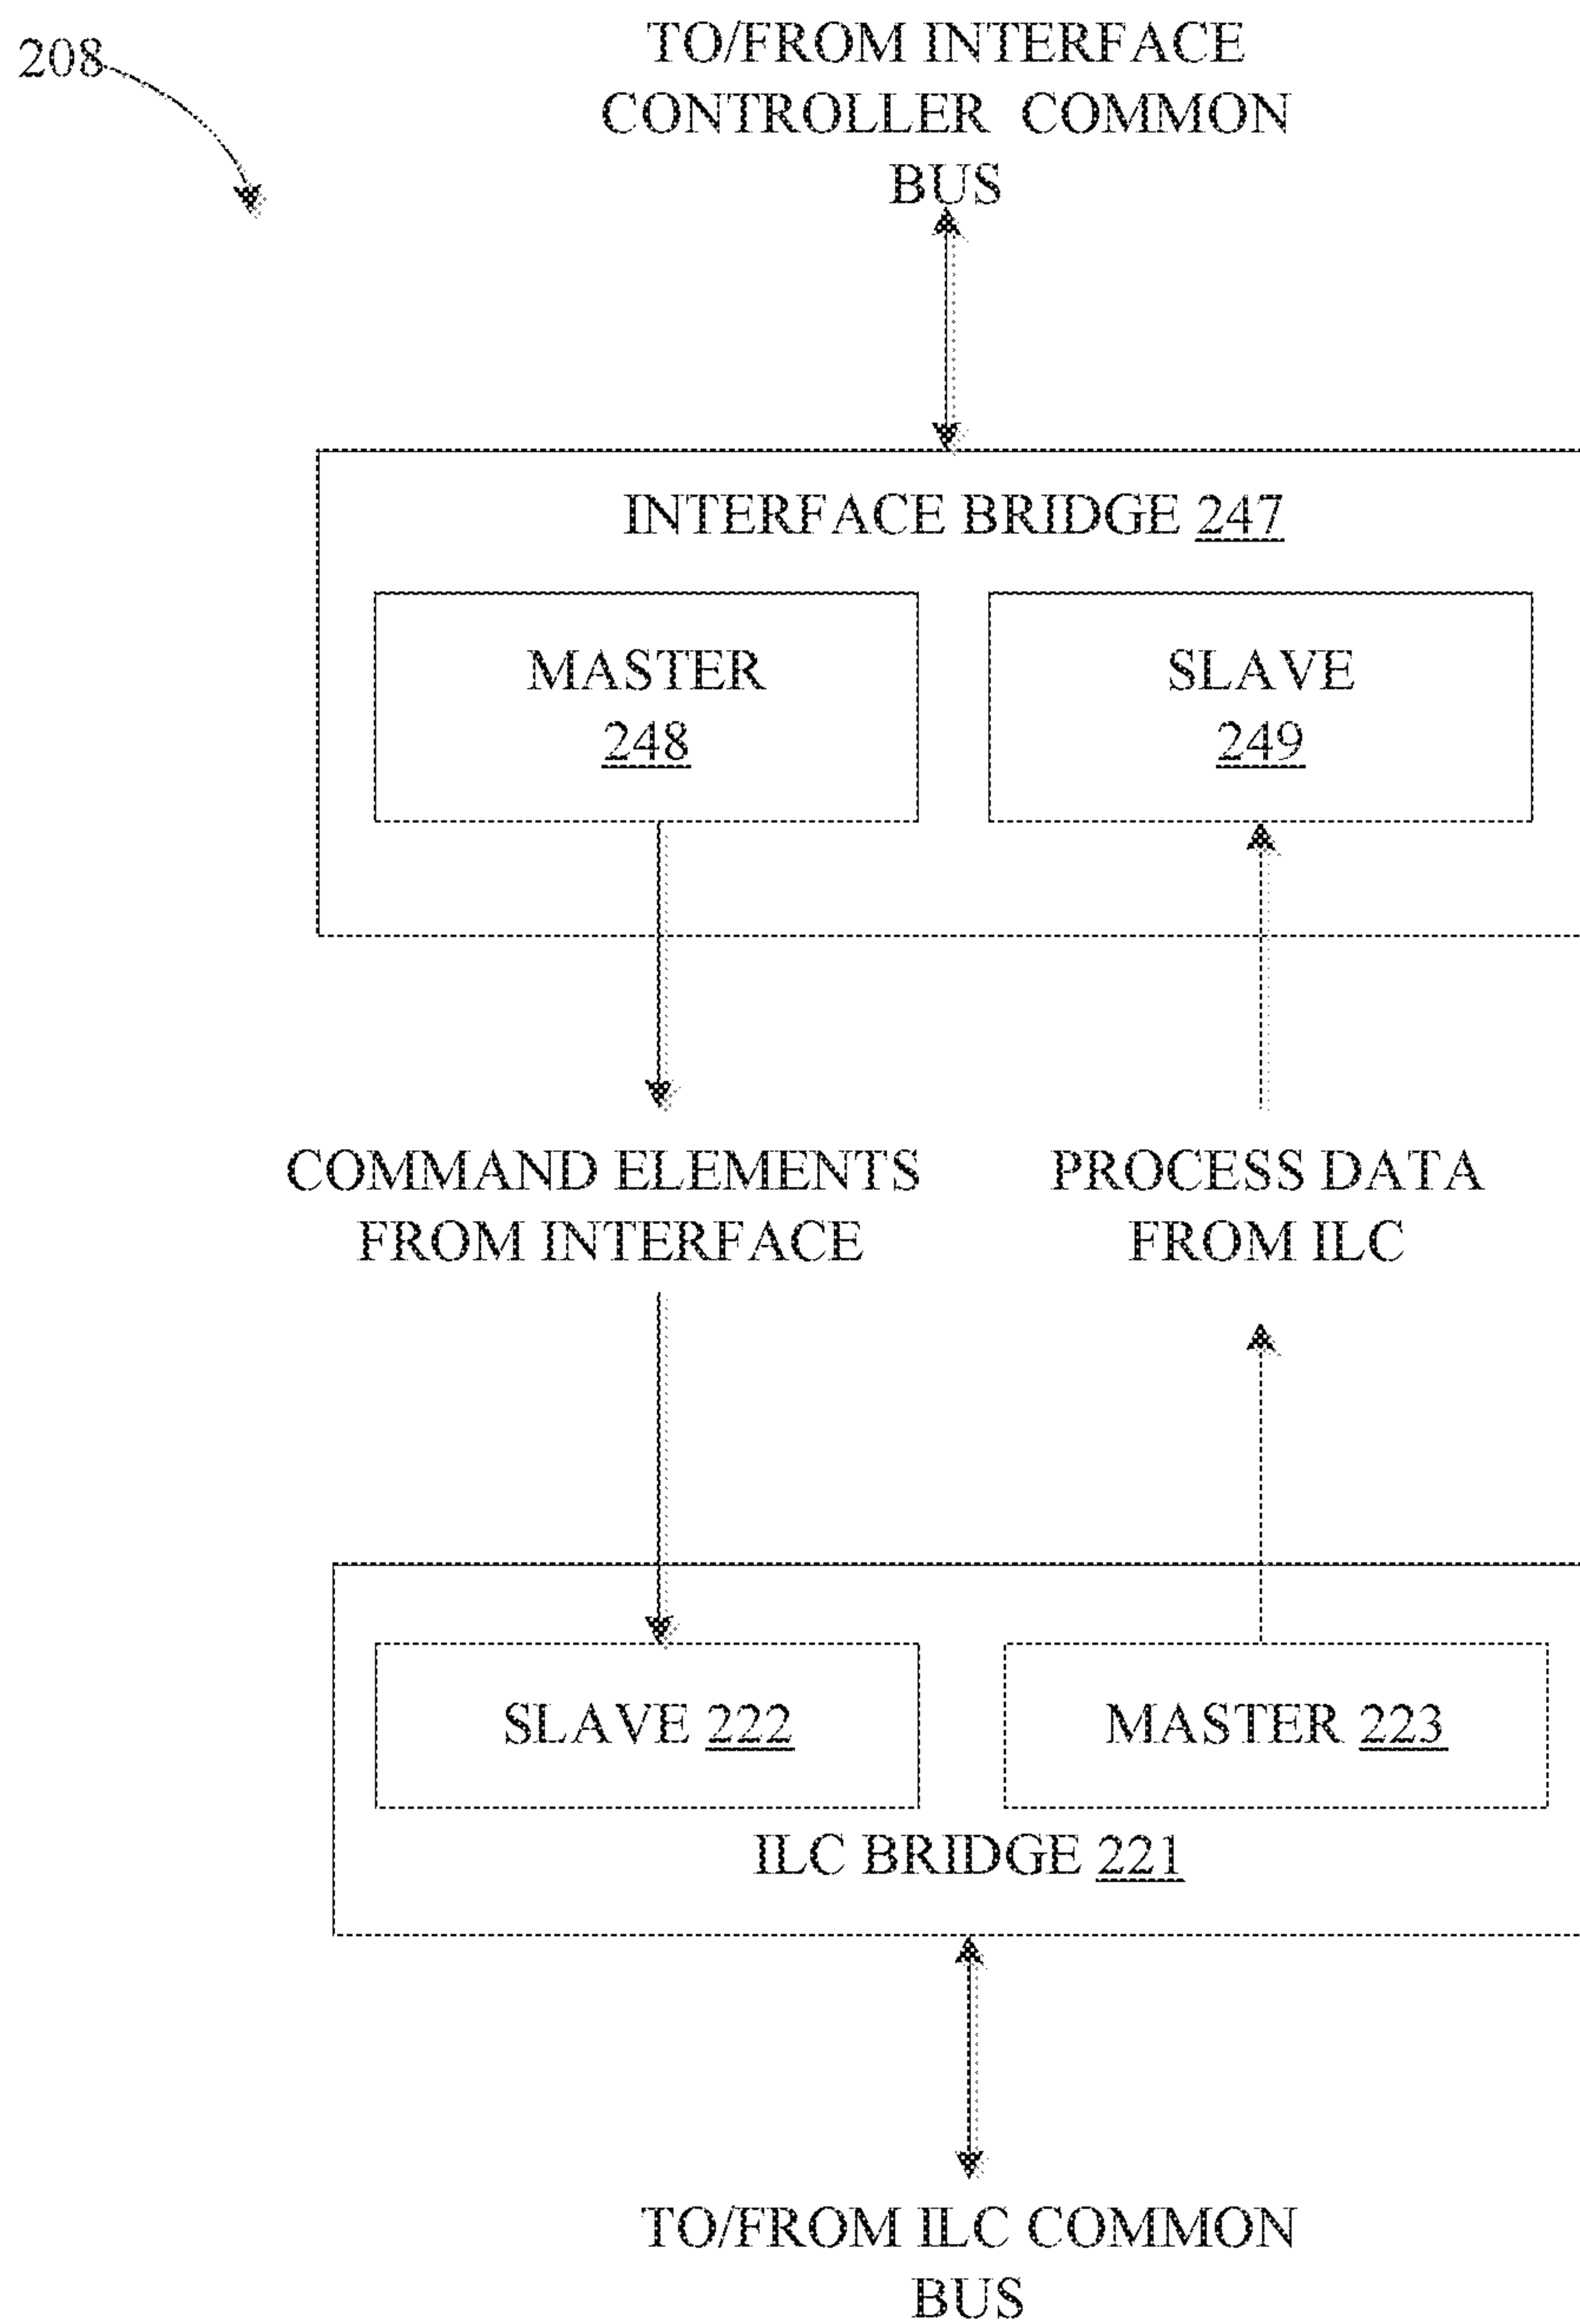 208
TO/FROM INTERFACE
CONTROLLER COMMON
BUS
INTERFACE BRIDGE 247
MASTER
248
SLAVE
249
COMMAND ELEMENTS
FROM INTERFACE
PROCESS DATA
FROM ILC
SLAVE 222
MASTER 223
ILC BRIDGE 221
TO/FROM ILC COMMON
BUS